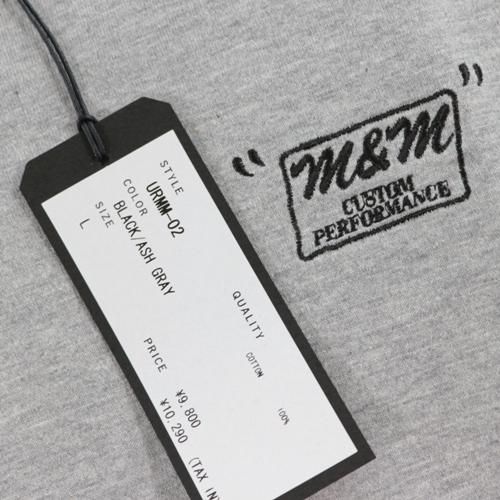 STYLE
URMM-02
COLOR
BLACK/ASH GRAY
SIZE
L
QUALITY
COTTON 100%
PRICE
¥9.800
¥10.290 (TAX IN
"M&M"
CUSTOM
PERFORMANCE